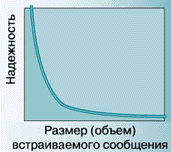 Надежность
Размер (объем)
встраиваемого сообщения